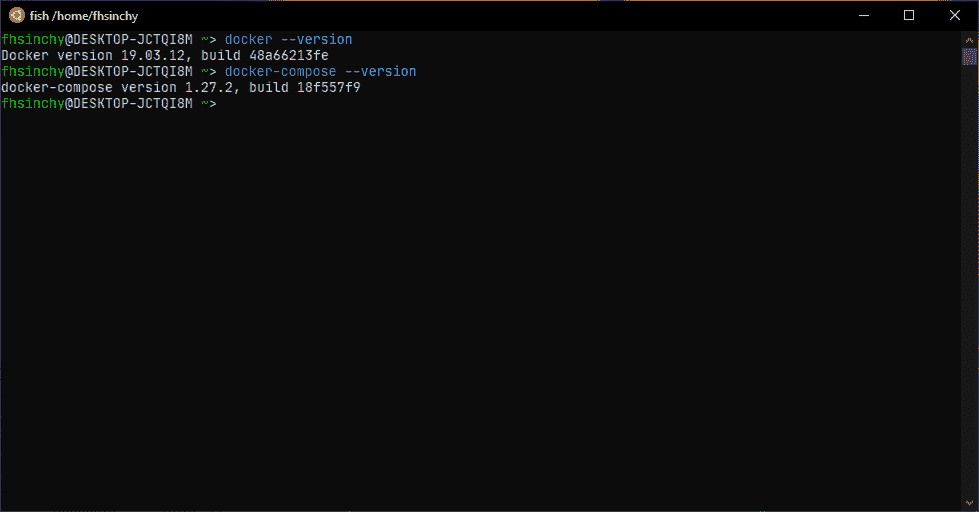 fish /home/fhsinchy
fhsinchy@DESKTOP-JCTQI8M ~> docker --version
Docker version 19.03.12, build 48a66213fe
fhsinchy@DESKTOP-JCTQI8M ~> docker-compose --version
docker-compose version 1.27.2, build 18f557f9
fhsinchy@DESKTOP-JCTQI8M ~>